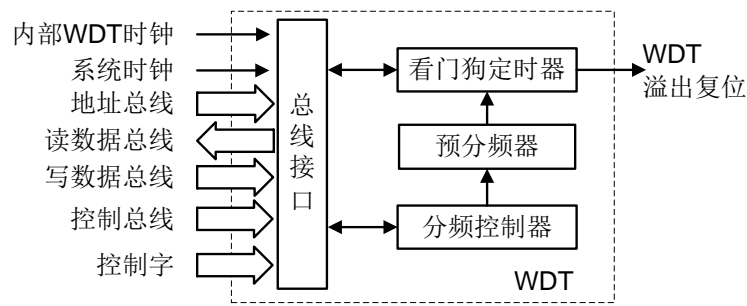 内部WDT时钟
系统时钟
地址总线
读数据总线
写数据总线
控制总线
控制字
总线接口
看门狗定时器
预分频器
分频控制器
WDT
WDT
溢出复位